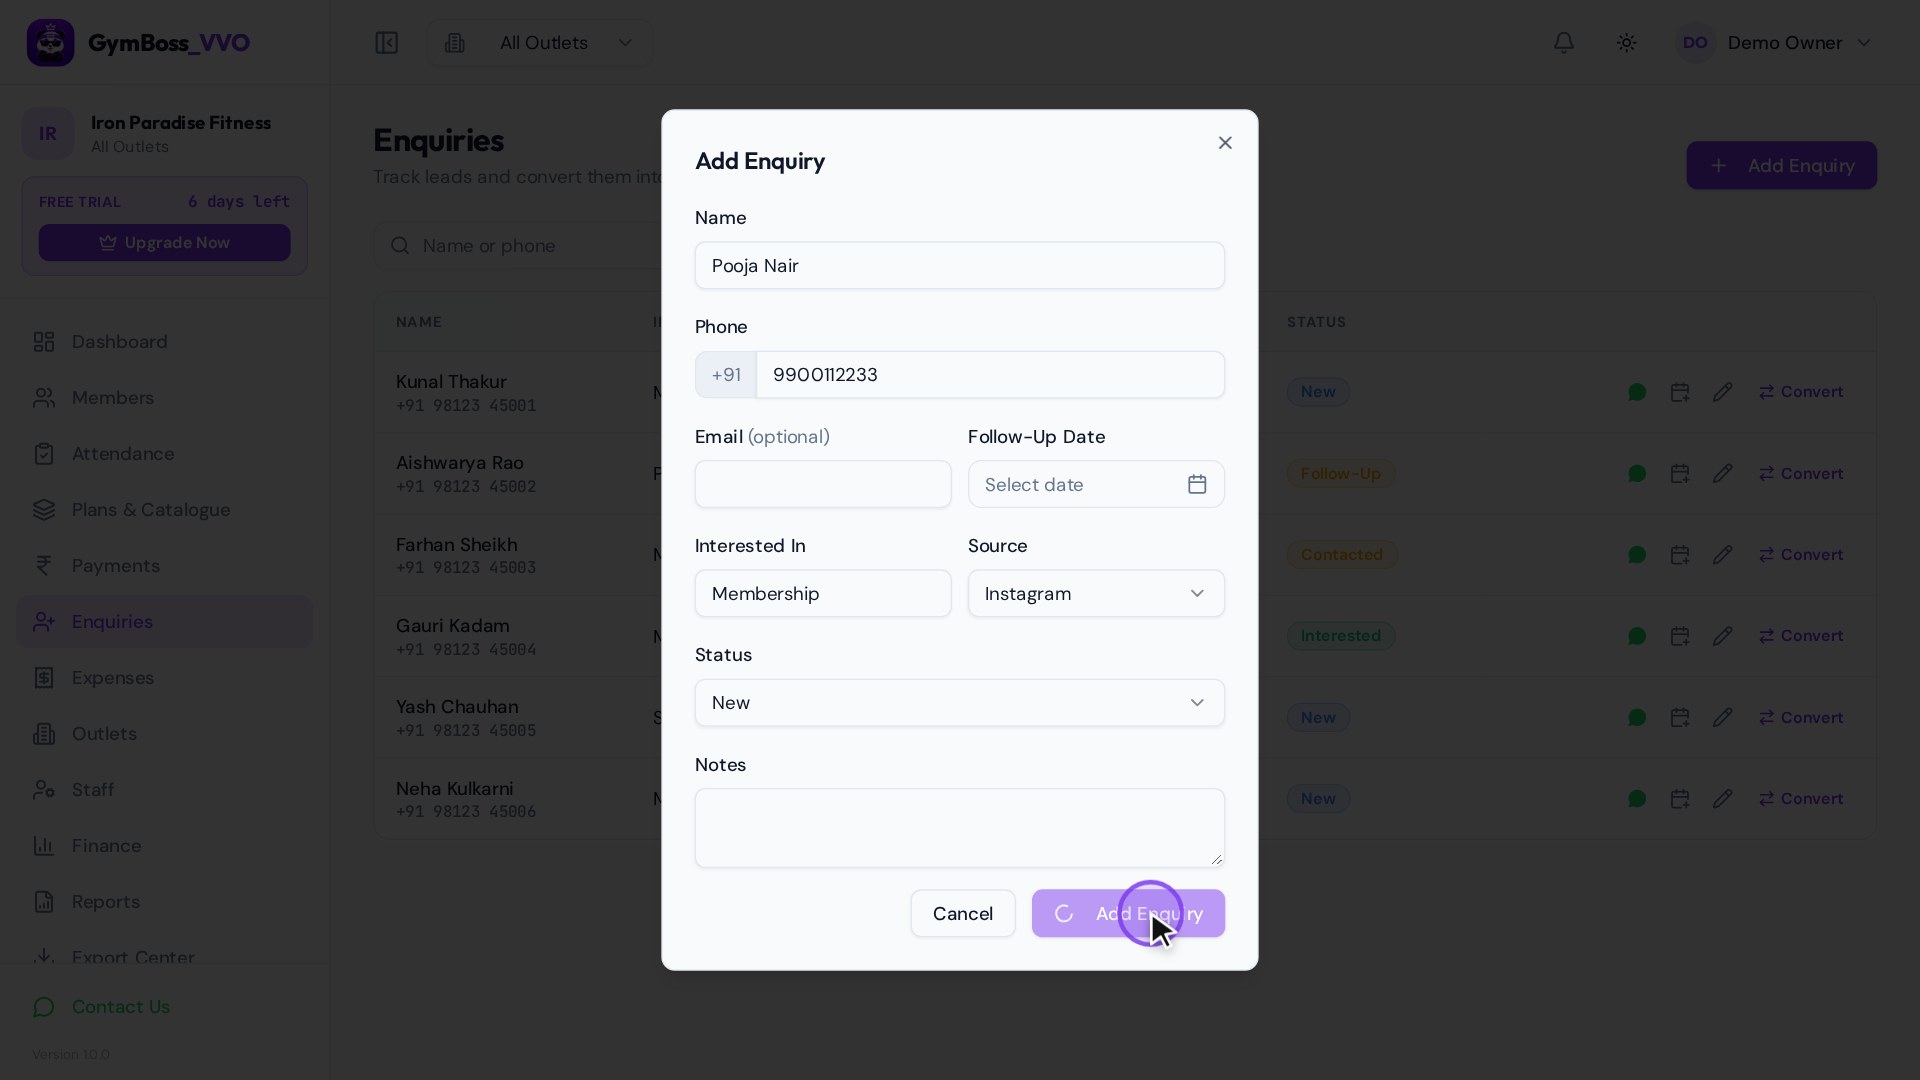 GymBoss_VVO
All Outlets
DO
Demo Owner
IR
Iron Paradise Fitness
All Outlets
FREE TRIAL
6 days left
Upgrade Now
Dashboard
Members
Attendance
Plans & Catalogue
Payments
Enquiries
Expenses
Outlets
Staff
Finance
Reports
Export Center
Contact Us
Version 1.0.0
Enquiries
Track leads and convert them
Add Enquiry
Name or phone
NAME
STATUS
Kunal Thakur
+91 98123 45001
New
Convert
Aishwarya Rao
+91 98123 45002
Follow-Up
Convert
Farhan Sheikh
+91 98123 45003
Contacted
Convert
Gauri Kadam
+91 98123 45004
Interested
Convert
Yash Chauhan
+91 98123 45005
New
Convert
Neha Kulkarni
+91 98123 45006
New
Convert
Add Enquiry
Name
Pooja Nair
Phone
+91
9900112233
Email (optional)
Follow-Up Date
Select date
Interested In
Source
Membership
Instagram
Status
New
Notes
Cancel
Add Enquiry